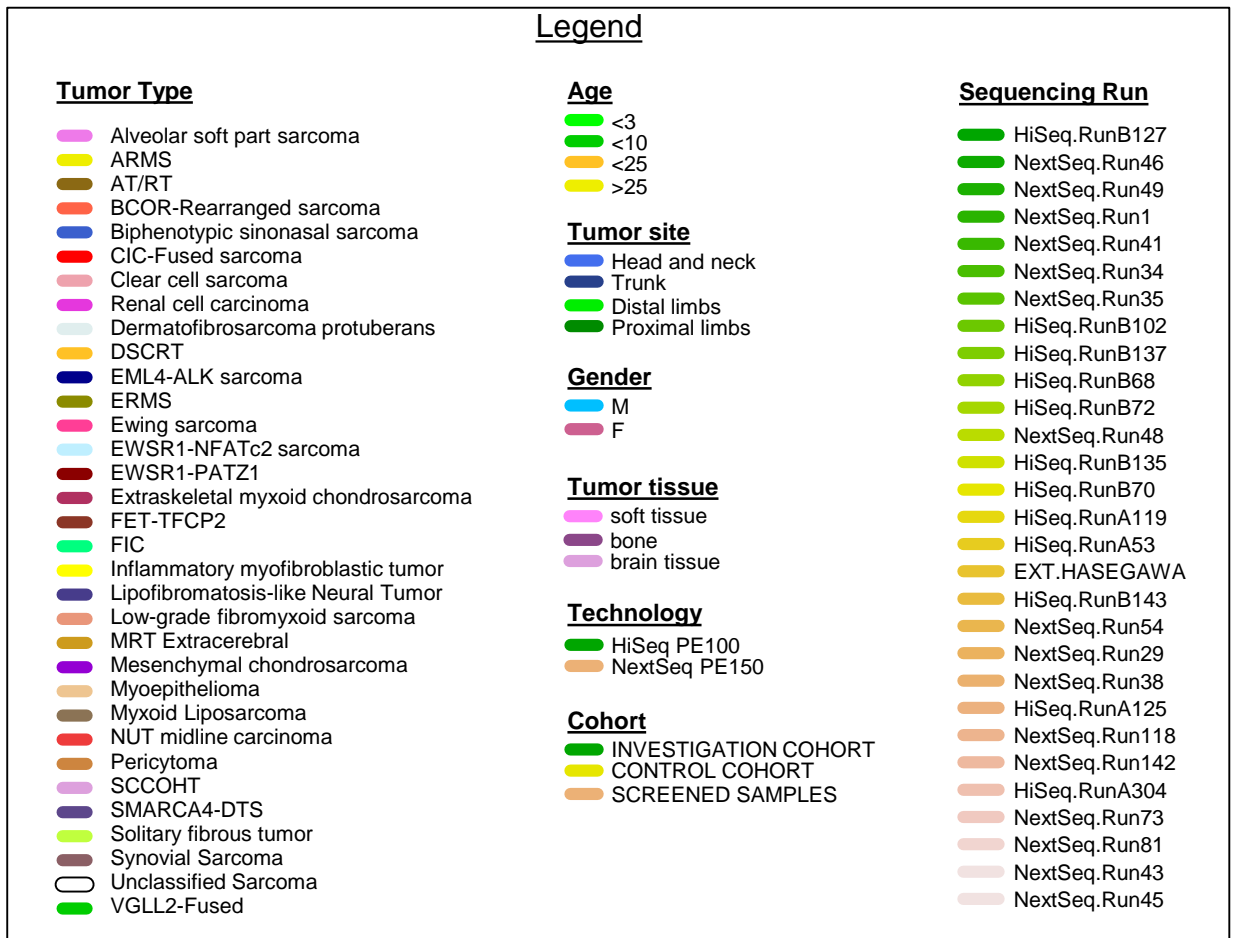 Legend
Tumor Type
Alveolar soft part sarcoma
ARMS
AT/RT
BCOR-Rearranged sarcoma
Biphenotypic sinonasal sarcoma
CIC-Fused sarcoma
Clear cell sarcoma
Renal cell carcinoma
Dermatofibrosarcoma protuberans
DSCRT
EML4-ALK sarcoma
ERMS
Ewing sarcoma
EWSR1-NFATc2 sarcoma
EWSR1-PATZ1
Extraskeletal myxoid chondrosarcoma
FET-TFCP2
FIC
Inflammatory myofibroblastic tumor
Lipofibromatosis-like Neural Tumor
Low-grade fibromyxoid sarcoma
MRT Extracerebral
Mesenchymal chondrosarcoma
Myoepithelioma
Myxoid Liposarcoma
NUT midline carcinoma
Pericytoma
SCCOHT
SMARCA4-DTS
Solitary fibrous tumor
Synovial Sarcoma
Unclassified Sarcoma
VGLL2-Fused
Age
<3
<10
<25
>25
Tumor site
Head and neck
Trunk
Distal limbs
Proximal limbs
Gender
M
F
Tumor tissue
soft tissue
bone
brain tissue
Technology
HiSeq PE100
NextSeq PE150
Cohort
INVESTIGATION COHORT
CONTROL COHORT
SCREENED SAMPLES
Sequencing Run
HiSeq.RunB127
NextSeq.Run46
NextSeq.Run49
NextSeq.Run1
NextSeq.Run41
NextSeq.Run34
NextSeq.Run35
HiSeq.RunB102
HiSeq.RunB137
HiSeq.RunB68
HiSeq.RunB72
NextSeq.Run48
HiSeq.RunB135
HiSeq.RunB70
HiSeq.RunA119
HiSeq.RunA53
EXT.HASEGAWA
HiSeq.RunB143
NextSeq.Run54
NextSeq.Run29
NextSeq.Run38
HiSeq.RunA125
NextSeq.Run118
NextSeq.Run142
HiSeq.RunA304
NextSeq.Run73
NextSeq.Run81
NextSeq.Run43
NextSeq.Run45